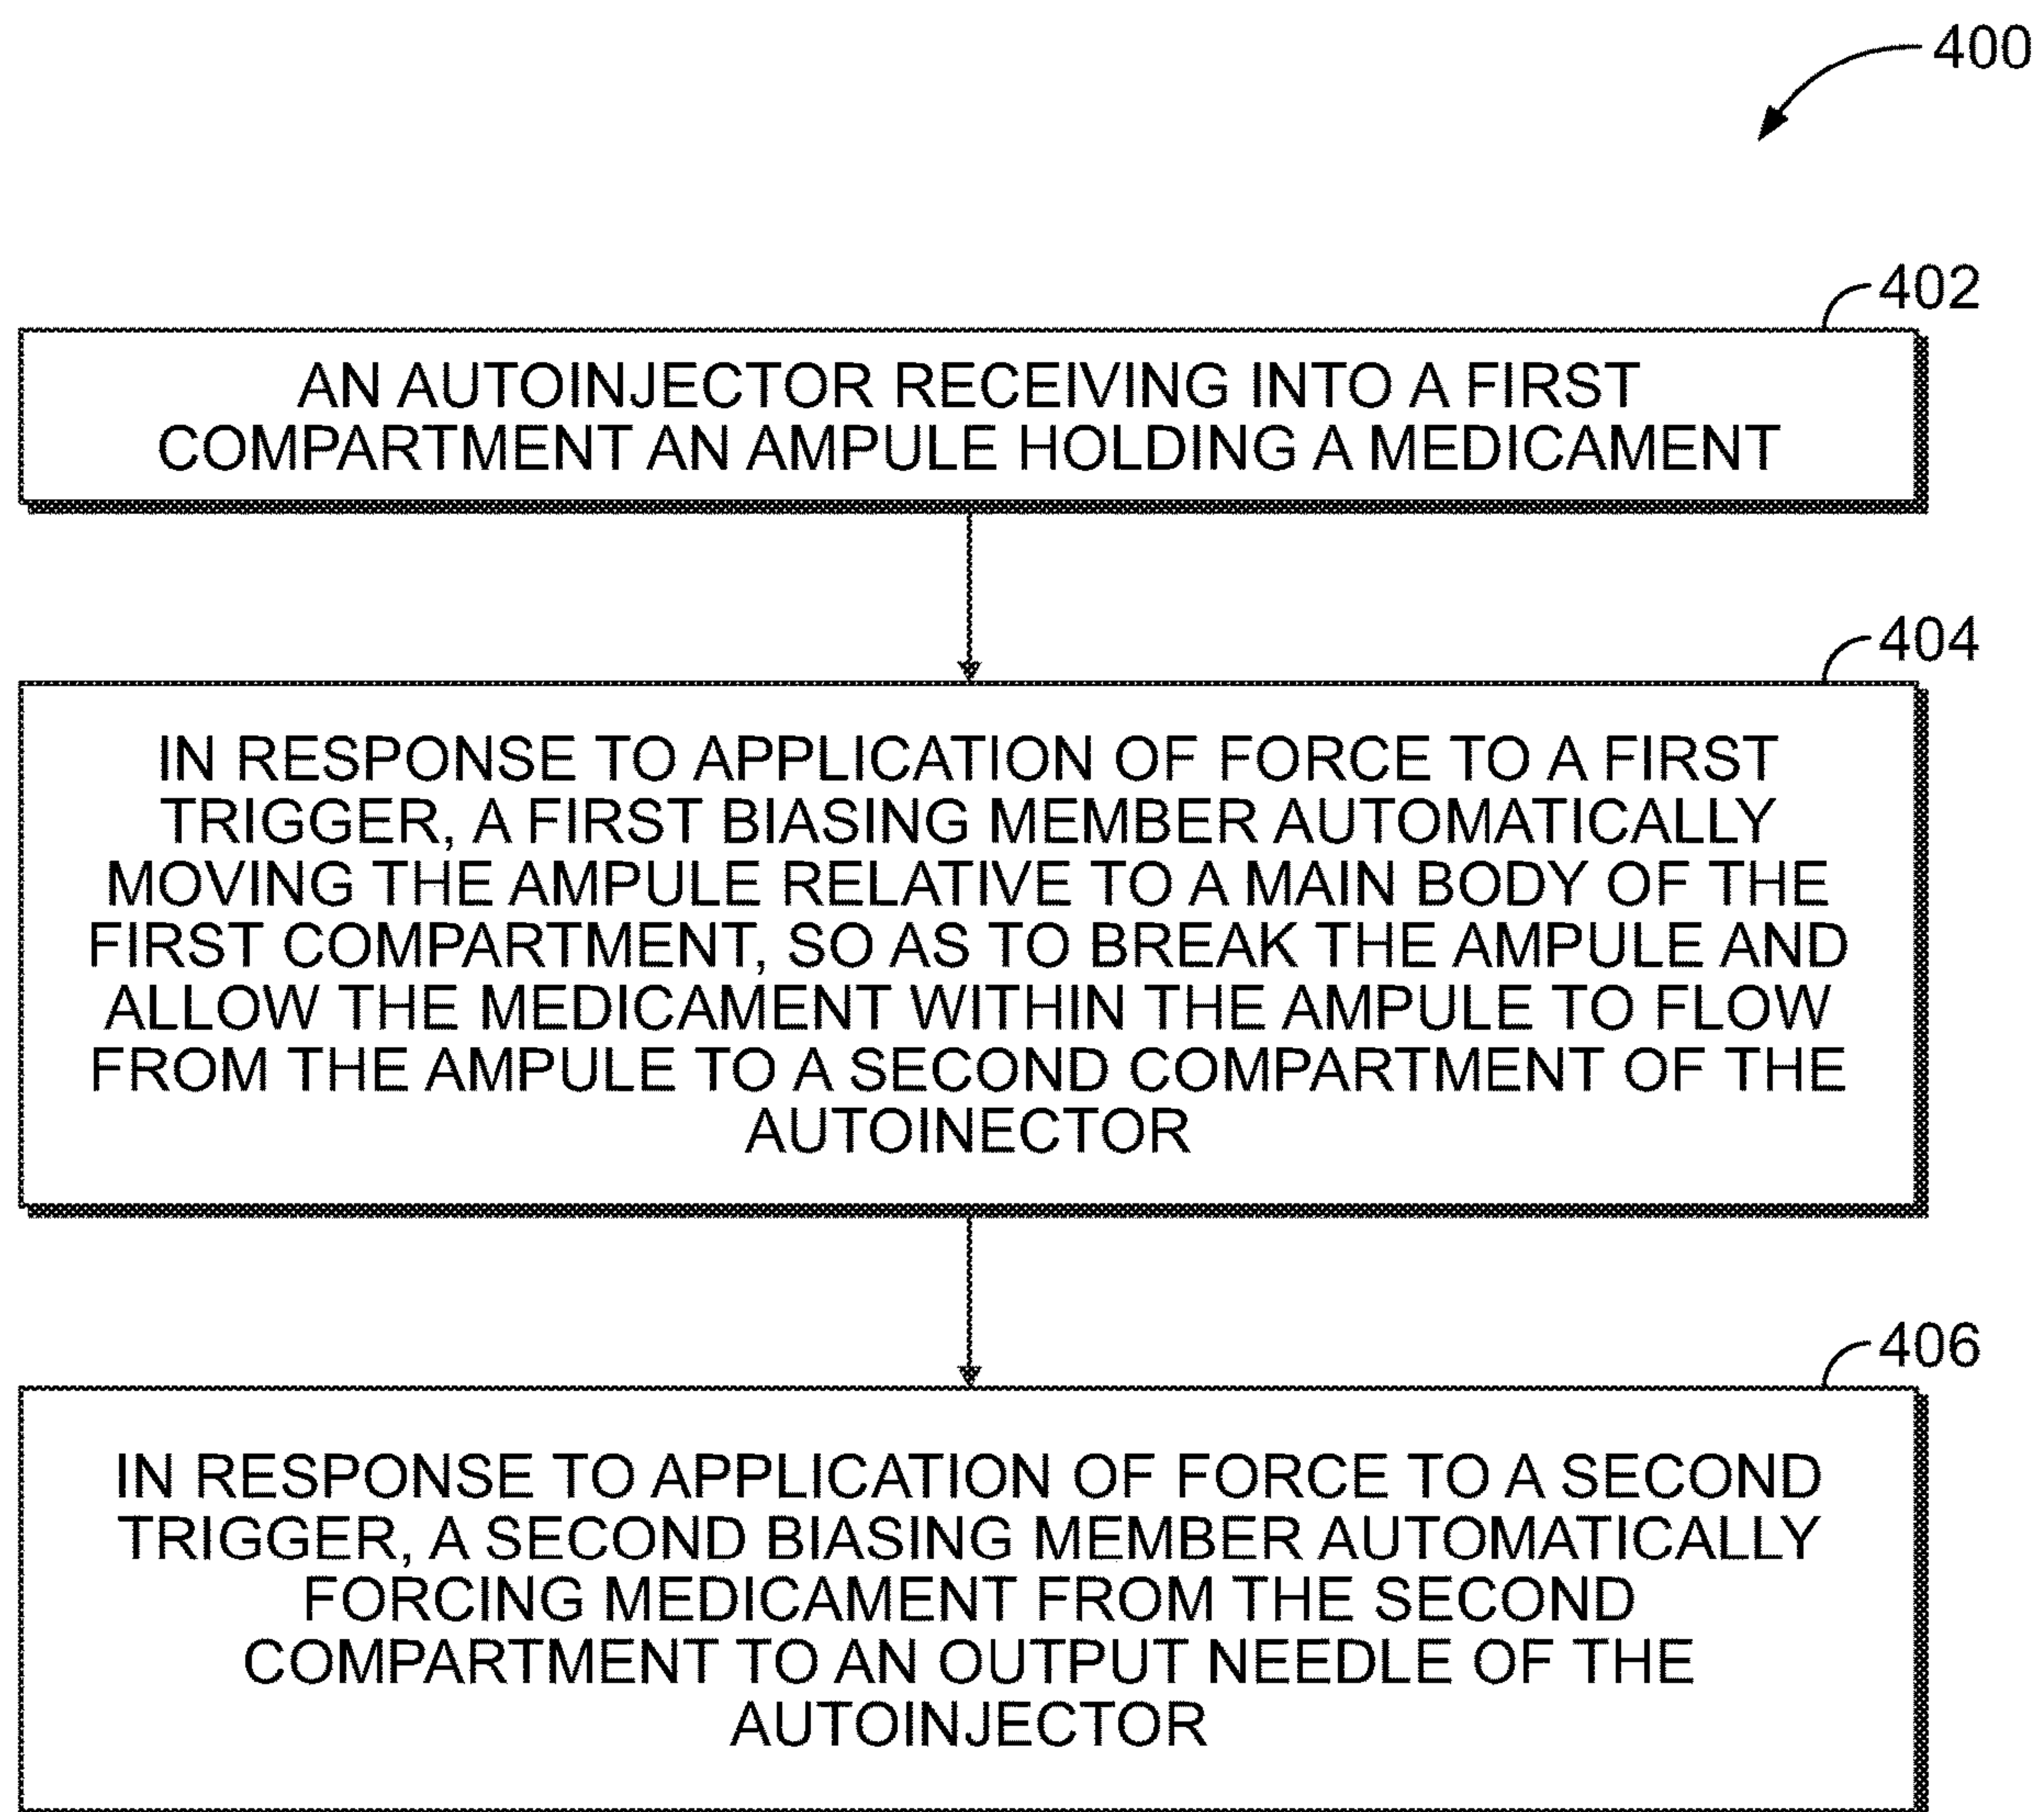 400
402
AN AUTOINJECTOR RECEIVING INTO A FIRST
COMPARTMENT AN AMPULE HOLDING A MEDICAMENT
404
IN RESPONSE TO APPLICATION OF FORCE TO A FIRST
TRIGGER, A FIRST BIASING MEMBER AUTOMATICALLY
MOVING THE AMPULE RELATIVE TO A MAIN BODY OF THE
FIRST COMPARTMENT, SO AS TO BREAK THE AMPULE AND
ALLOW THE MEDICAMENT WITHIN THE AMPULE TO FLOW
FROM THE AMPULE TO A SECOND COMPARTMENT OF THE
AUTOINECTOR
406
IN RESPONSE TO APPLICATION OF FORCE TO A SECOND
TRIGGER, A SECOND BIASING MEMBER AUTOMATICALLY
FORCING MEDICAMENT FROM THE SECOND
COMPARTMENT TO AN OUTPUT NEEDLE OF THE
AUTOINJECTOR